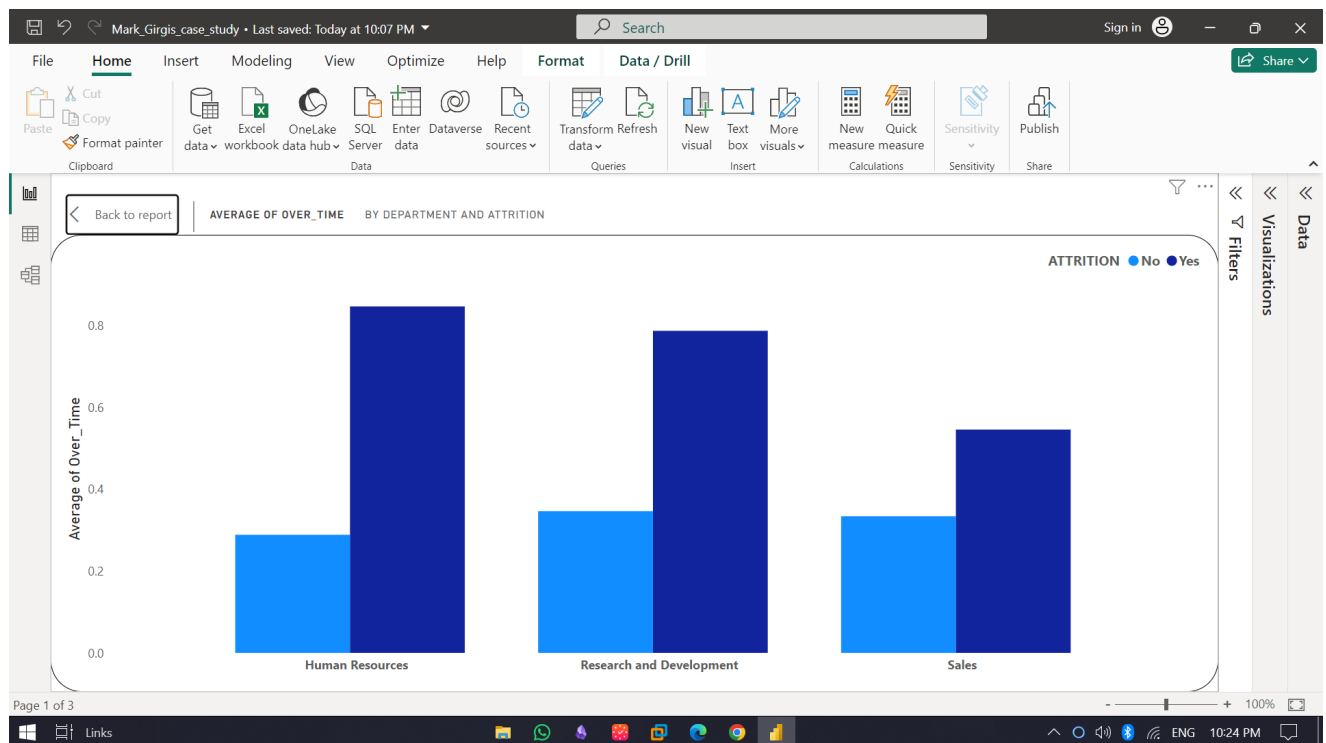 Mark_Girgis_case_study • Last saved: Today at 10:07 PM
Search
Sign in
File Home Insert Modeling View Optimize Help Format Data / Drill
Share
Paste
Cut
Copy
Format painter
Clipboard
Get data
Excel workbook
OneLake data hub
SQL Server
Enter data
Dataverse
Recent sources
Data
Transform data
Refresh
Queries
New visual
Text box
More visuals
Insert
New measure
Quick measure
Calculations
Sensitivity
Sensitivity
Publish
Share
Back to report
AVERAGE OF OVER_TIME BY DEPARTMENT AND ATTRITION
ATTRITION No Yes
Average of Over_Time
0.8
0.6
0.4
0.2
0.0
Human Resources Research and Development Sales
Filters
Visualizations
Data
Page 1 of 3
- + 100%
Links
ENG 10:24 PM